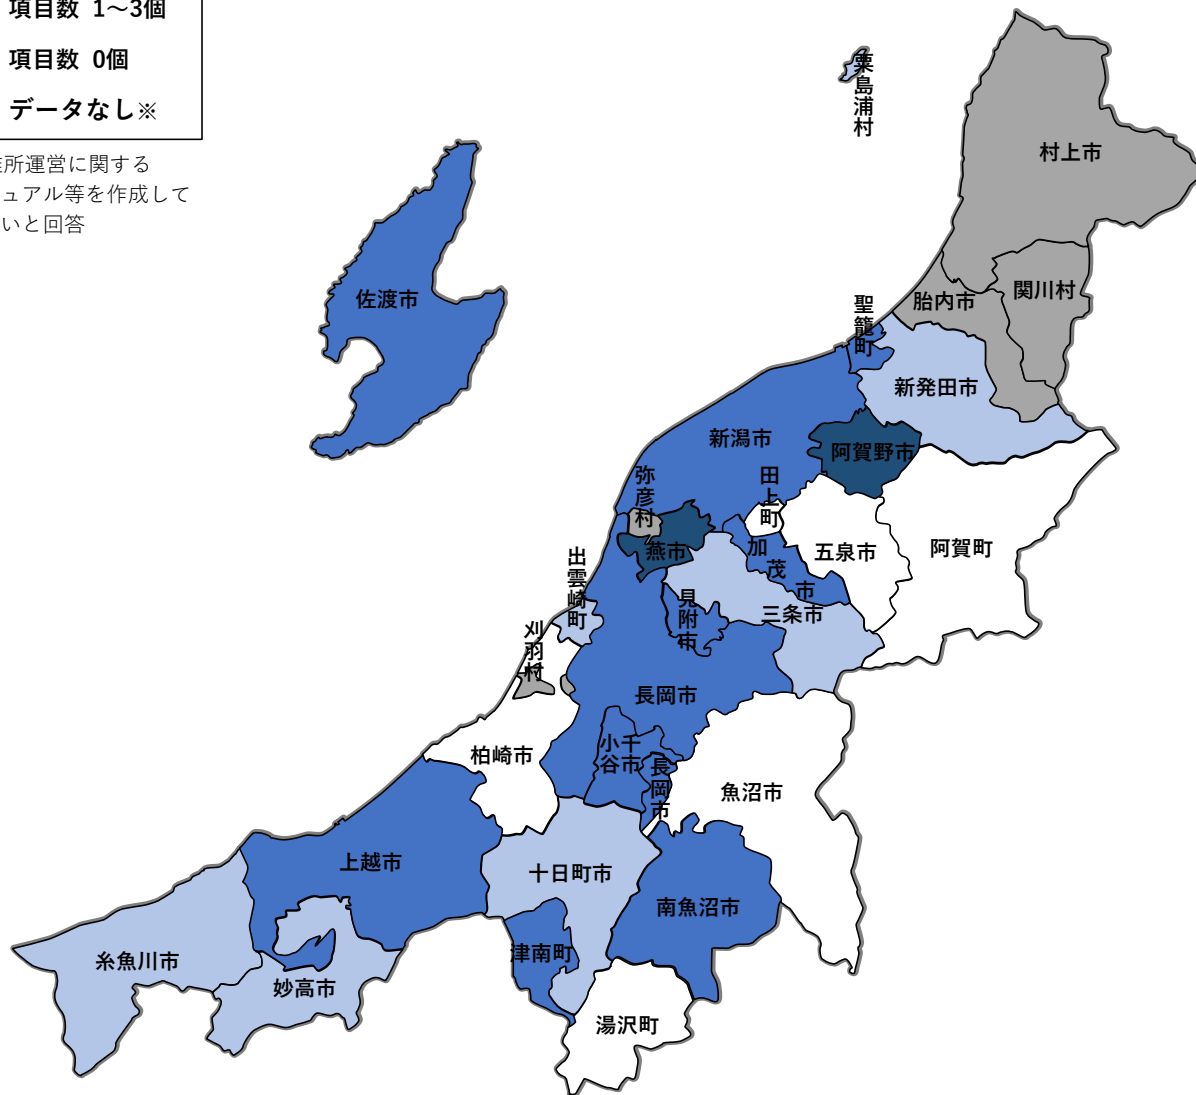 項目数 1～3個
項目数 0個
データなし※
所運営に関する
ュアル等を作成して
いと回答
粟島浦村
村上市
関川村
胎内市
聖籠町
佐渡市
新発田市
新潟市
阿賀野市
弥彦村
田上町
燕市
加茂市
五泉市
阿賀町
出雲崎町
見附市
三条市
刈羽村
長岡市
小千谷市
長岡市
柏崎市
魚沼市
上越市
十日町市
南魚沼市
津南町
糸魚川市
妙高市
湯沢町